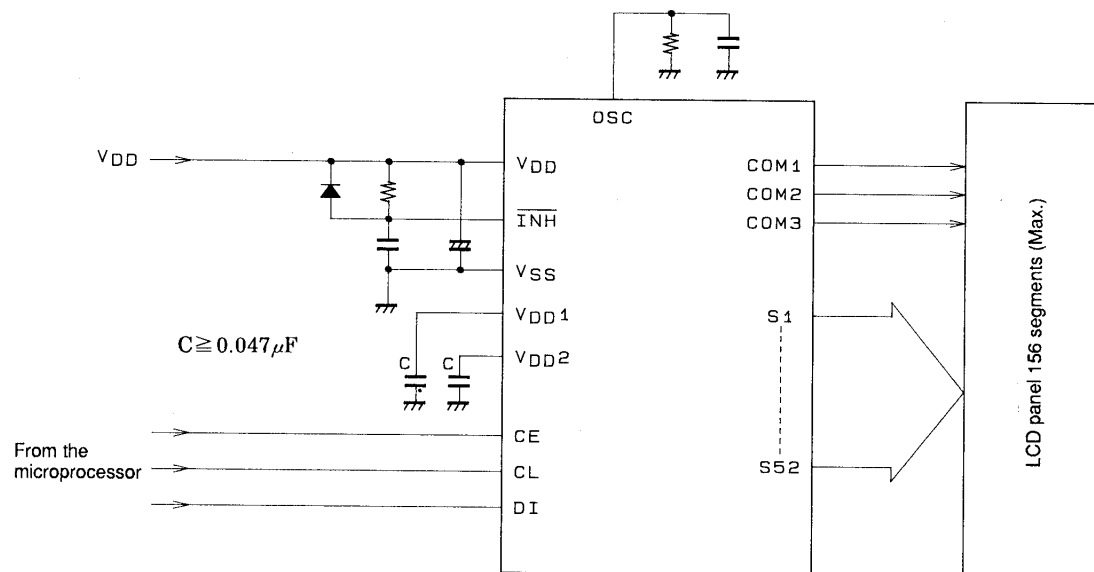 OSC
VDD
VDD
COM1
COM2
INH
COM3
VSS
VDD1
S1
C≧0.047μF
VDD2
C
C
LCD panel 156 segments (Max.)
CE
From the
microprocessor
CL
S52
DI